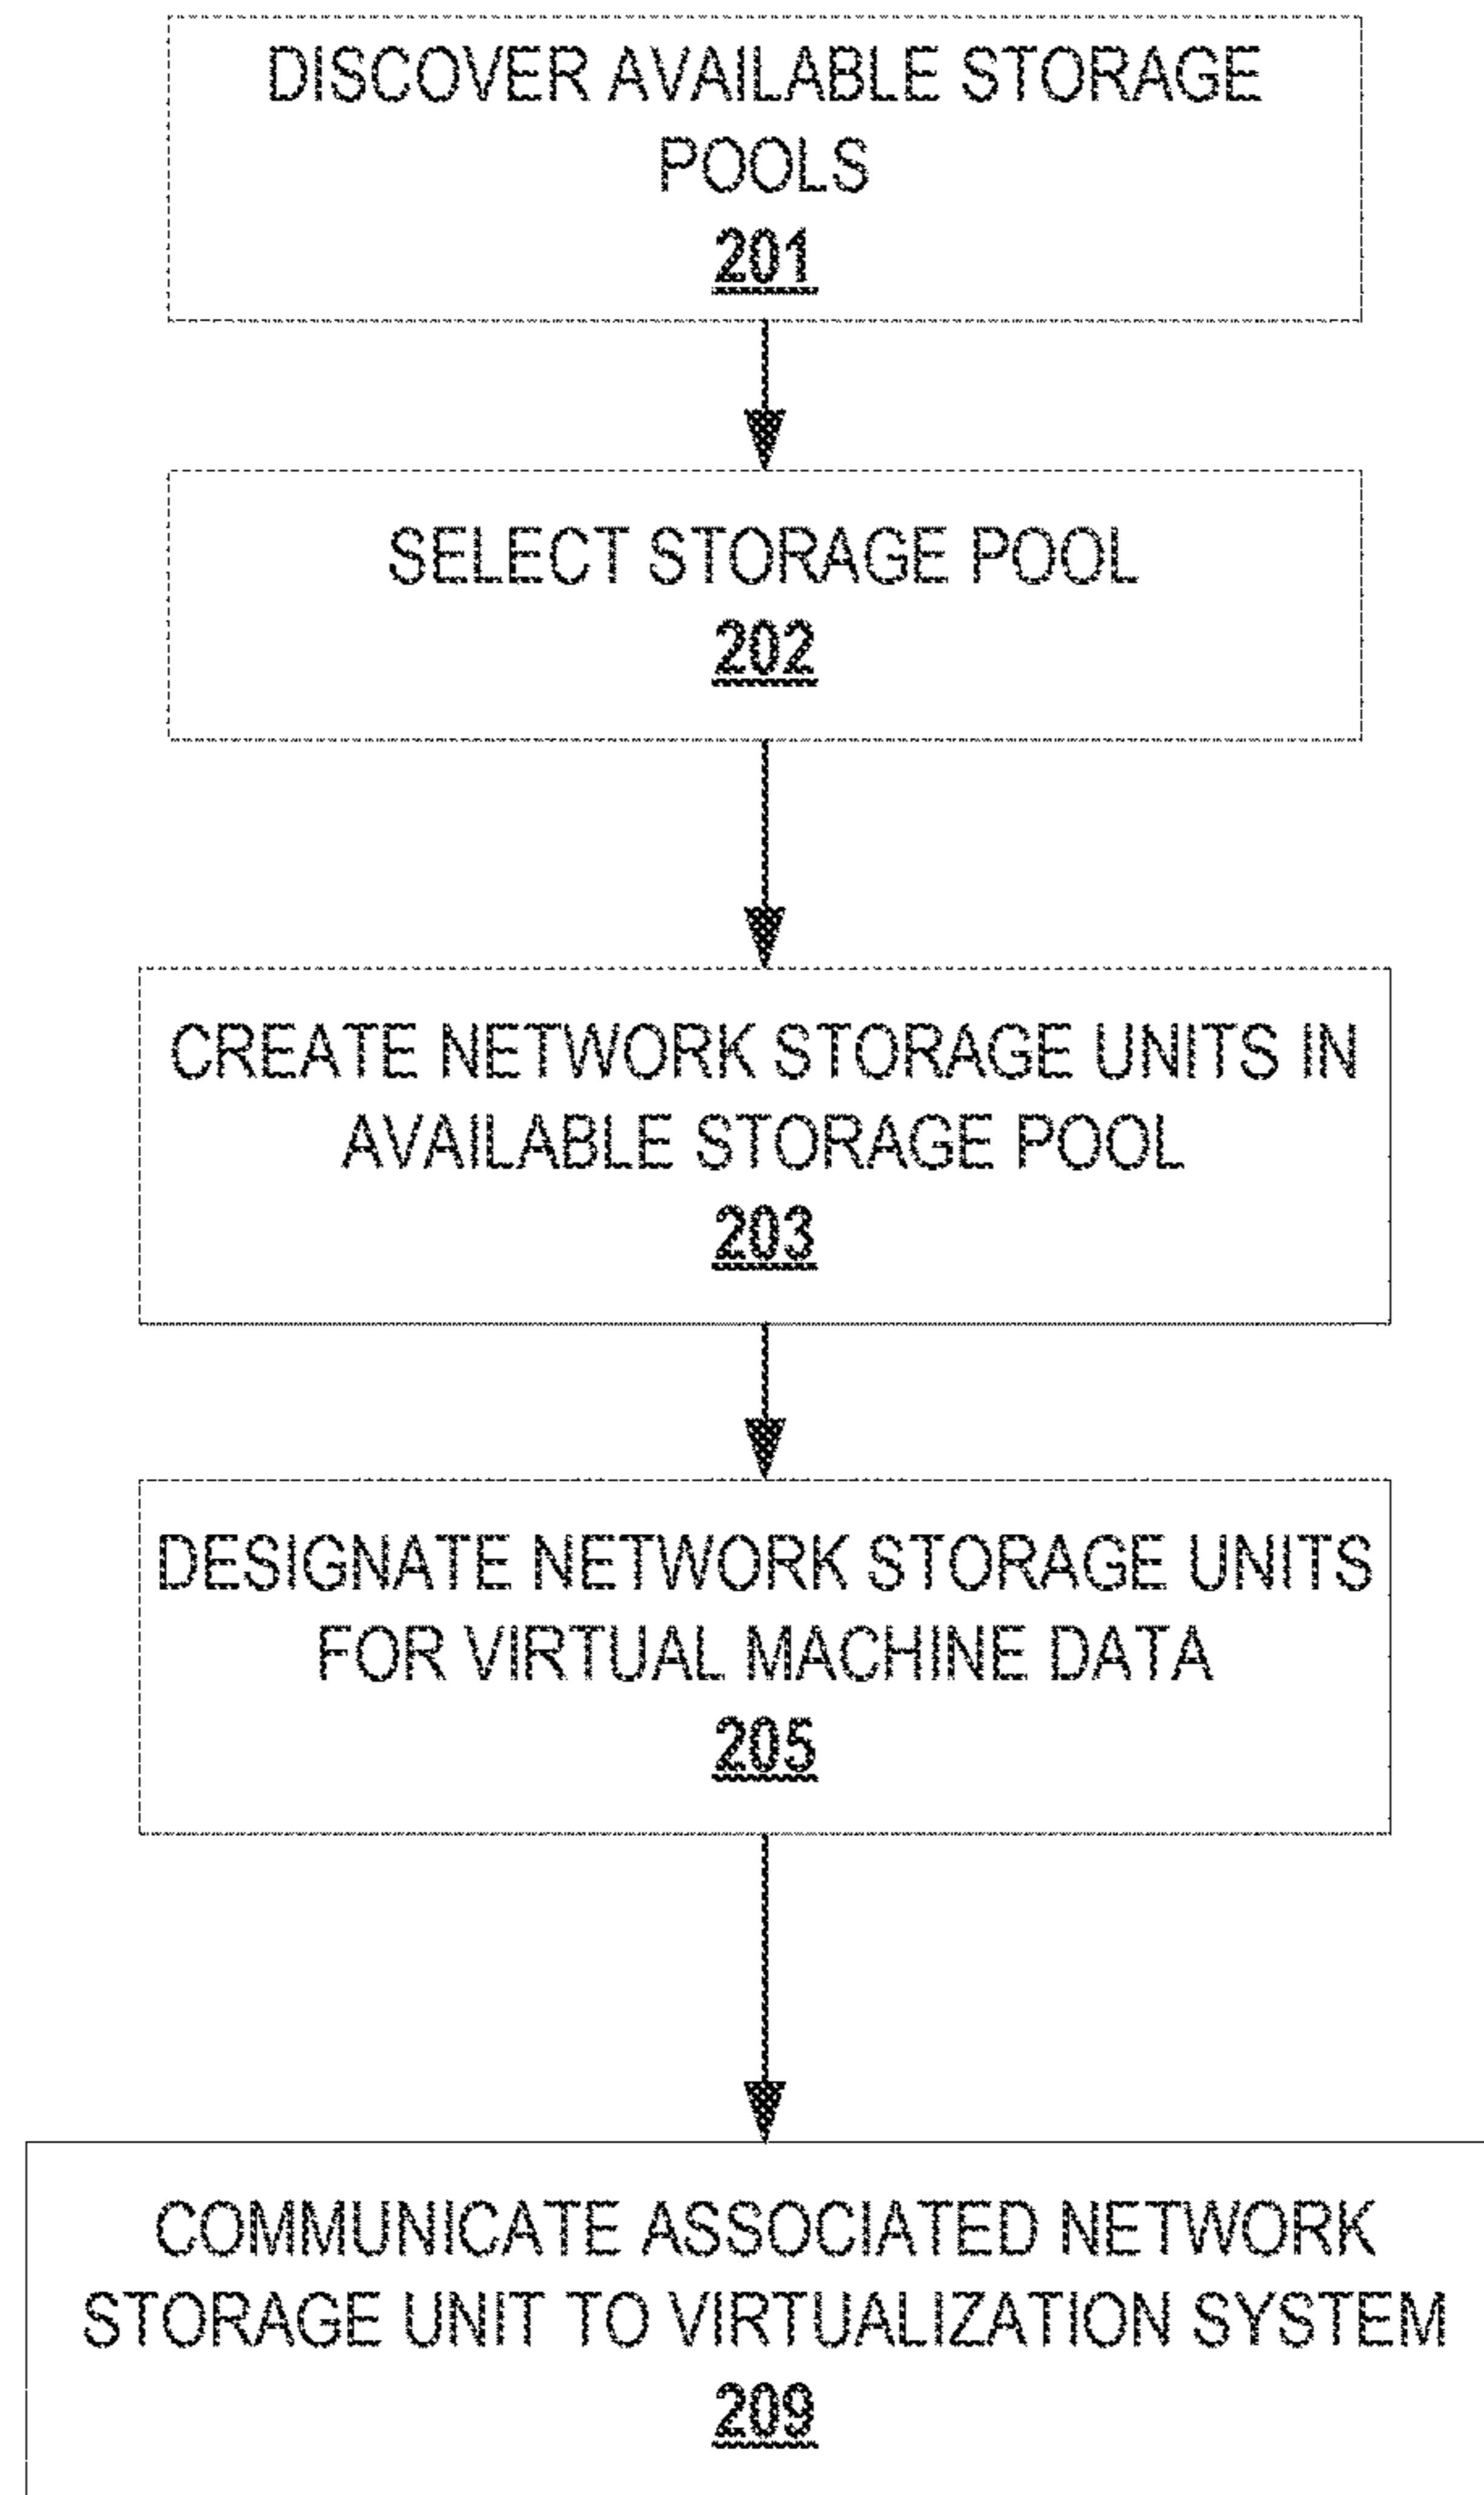 DISCOVER AVAILABLE STORAGE
POOLS
201
SELECT STORAGE POOL
202
CREATE NETWORK STORAGE UNITS IN
AVAILABLE STORAGE POOL
203
DESIGNATE NETWORK STORAGE UNITS
FOR VIRTUAL MACHINE DATA
205
COMMUNICATE ASSOCIATED NETWORK
STORAGE UNIT TO VIRTUALIZATION SYSTEM
209